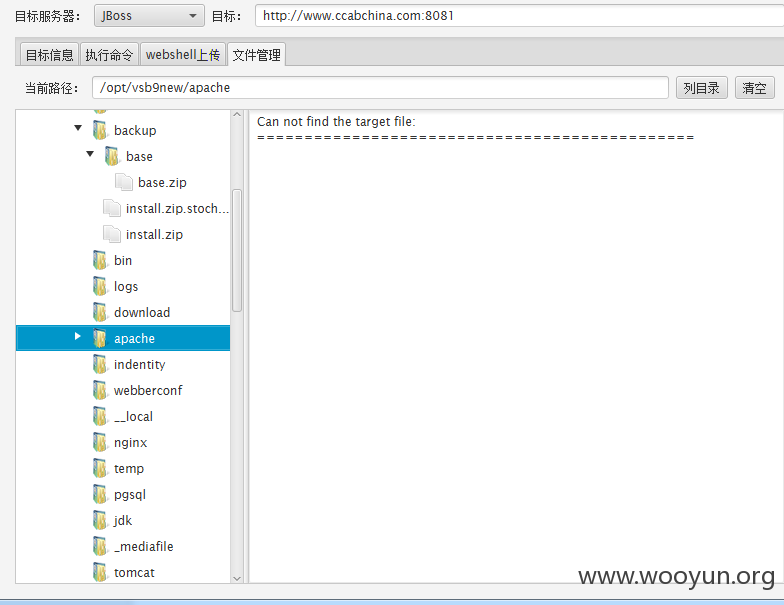 目标服务器： JBoss 目标： http://www.ccabchina.com:8081
目标信息 执行命令 webshell上传 文件管理
当前路径： /opt/vsb9new/apache 列目录 清空
Can not find the target file:
==============================================
backup
base
base.zip
install.zip.stoch...
install.zip
bin
logs
download
apache
indentity
webberconf
__local
nginx
temp
pgsql
jdk
_mediafile
tomcat
www.wooyun.org